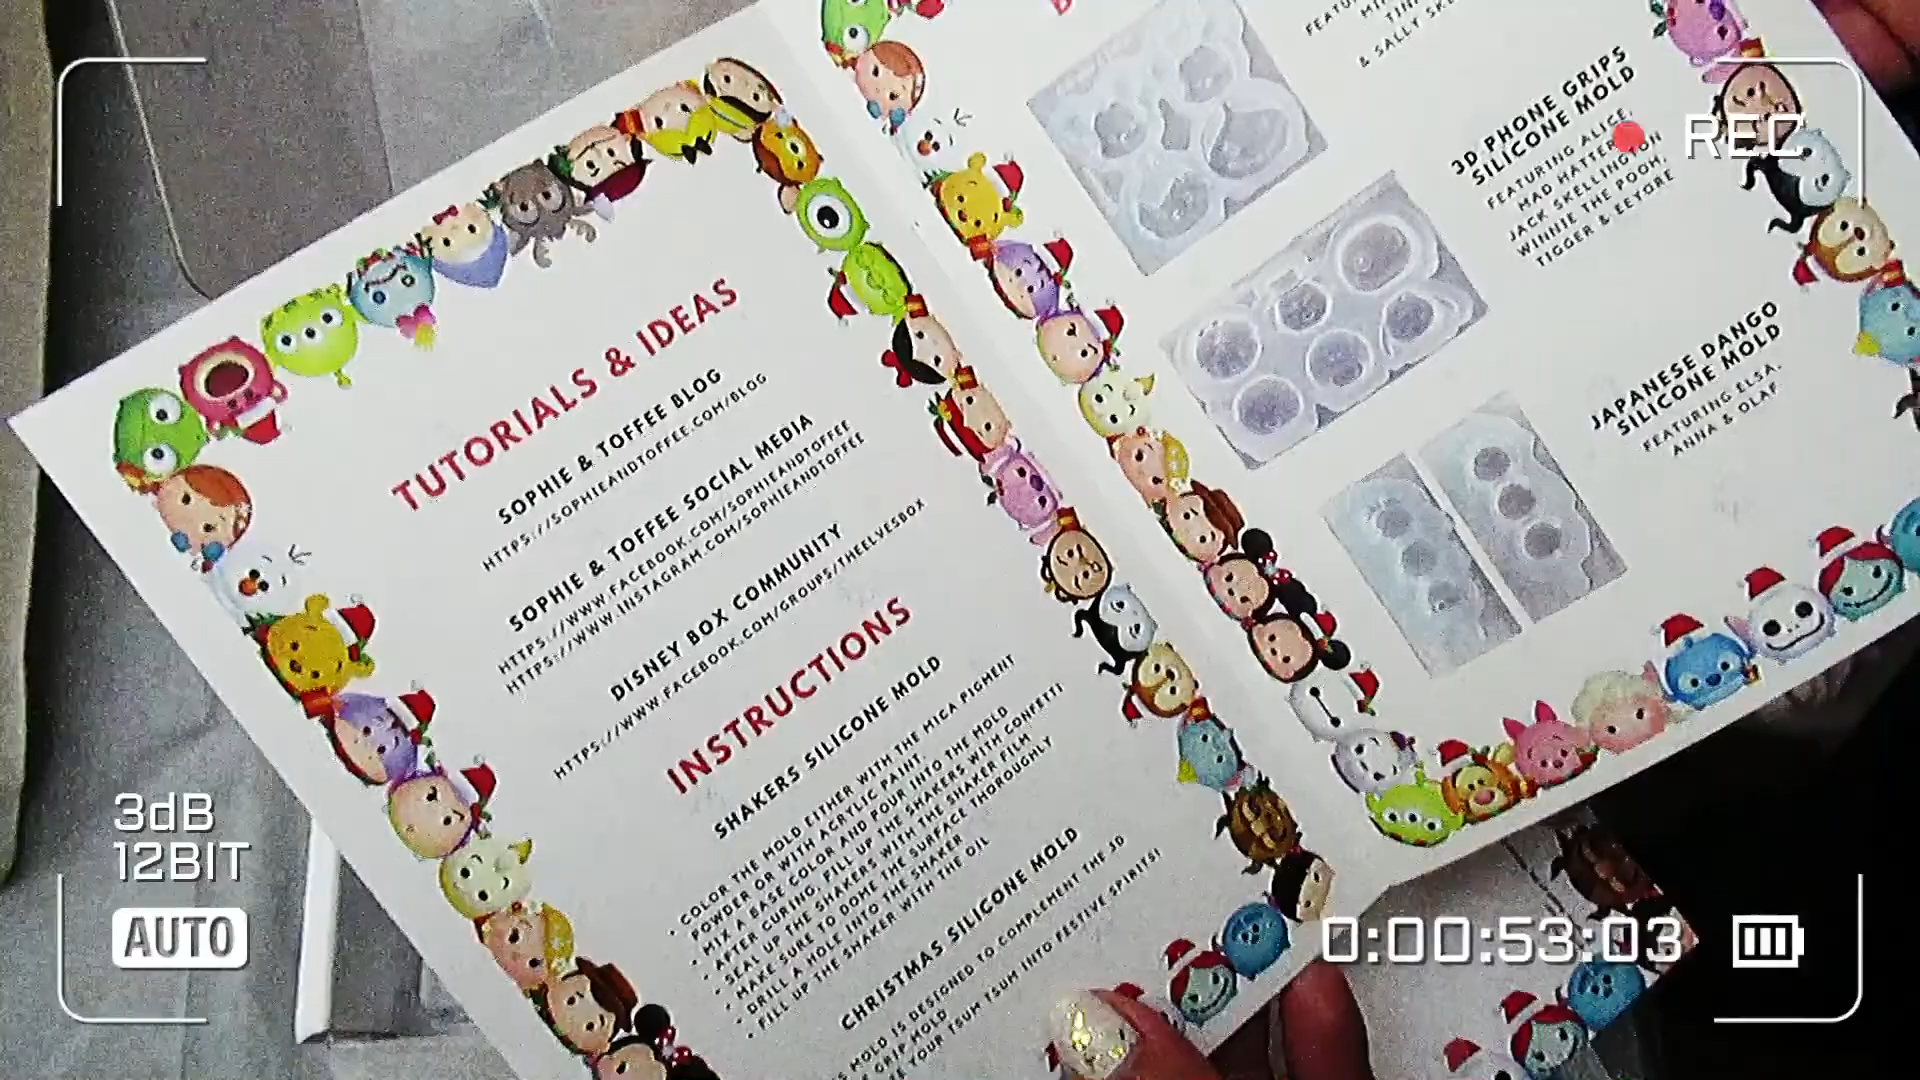 TUTORIALS & IDEAS
SOPHIE & TOFFEE BLOG
HTTPS://SOPHIEANDTOFFEE.COM/BLOG
SOPHIE & TOFFEE SOCIAL MEDIA
HTTPS://WWW.FACEBOOK.COM/SOPHIEANDTOFFEE
HTTPS://WWW.INSTAGRAM.COM/SOPHIEANDTOFFEE
DISNEY BOX COMMUNITY
HTTPS://WWW.FACEBOOK.COM/GROUPS/THEELVESBOX
INSTRUCTIONS
SHAKERS SILICONE MOLD
• COLOR THE MOLD EITHER WITH THE MICA PIGMENT
POWDER OR WITH ACRYLIC PAINT.
• MIX A BASE COLOR AND POUR INTO THE MOLD
• AFTER CURING, FILL UP THE SHAKERS WITH CONFETTI
• SEAL UP THE SHAKERS WITH THE SHAKER FILM
• MAKE SURE TO DOME THE SURFACE THOROUGHLY
• DRILL A HOLE INTO THE SHAKER
• FILL UP THE SHAKER WITH THE OIL
CHRISTMAS SILICONE MOLD
MOLD IS DESIGNED TO COMPLEMENT THE 3D
GRIP MOLD
YOUR TSUM TSUM INTO FESTIVE SPIRITS!
& SALLY
3D PHONE GRIPS
SILICONE MOLD
FEATURING ALICE,
MAD HATTER,
JACK SKELLINGTON
WINNIE THE POOH,
TIGGER & EEYORE
JAPANESE DANGO
SILICONE MOLD
FEATURING ELSA,
ANNA & OLAF
REC
3dB
12BIT
AUTO
0:00:53:03